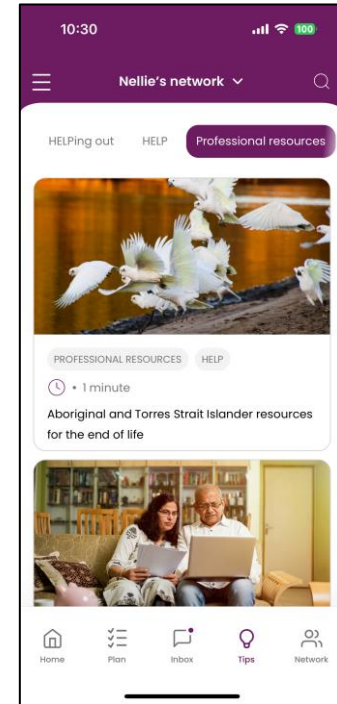 10:30
100
Nellie's network
HELPing out HELP Professional resources
PROFESSIONAL RESOURCES HELP
• 1 minute
Aboriginal and Torres Strait Islander resources
for the end of life
Home Plan Inbox Tips Network